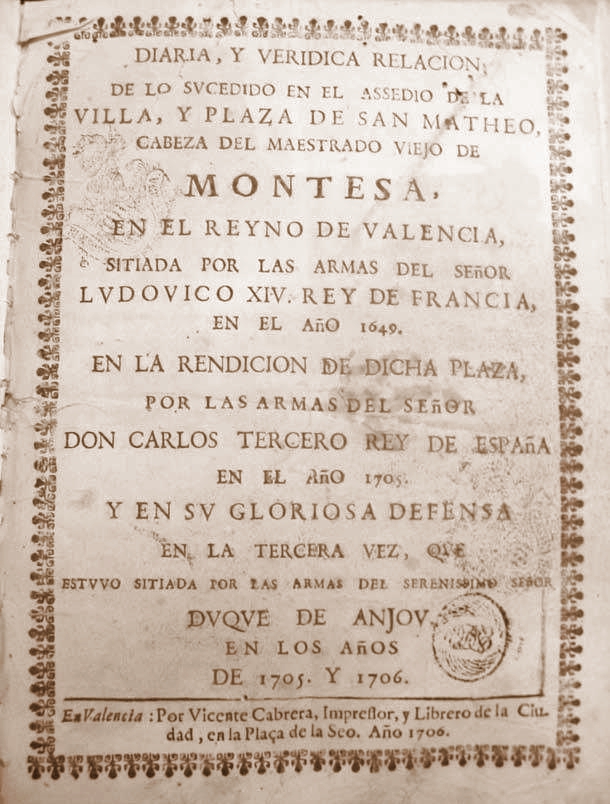 DIARIA, Y VERIDICA RELACION,
DE LO SVCEDIDO EN EL ASSEDIO DE LA
VILLA, Y PLAZA DE SAN MATHEO,
CABEZA DEL MAESTRADO VIEJO DE
MONTESA,
EN EL REYNO DE VALENCIA,
SITIADA POR LAS ARMAS DEL SEñOR
LVDOVICO XIV. REY DE FRANCIA,
EN EL AñO 1649.
EN LA RENDICION DE DICHA PLAZA,
POR LAS ARMAS DEL SEñOR
DON CARLOS TERCERO REY DE ESPAñA
EN EL AñO 1705.
Y EN SV GLORIOSA DEFENSA
EN LA TERCERA VEZ, QVE
ESTVVO SITIADA POR LAS ARMAS DEL SERENISSIMO SEñOR
DVQVE DE ANJOV,
EN LOS AñOS
DE 1705. Y 1706.
En Valencia : Por Vicente Cabrera, Impressor, y Librero de la Ciu-
dad, en la Plaça de la Seo. Año 1706.